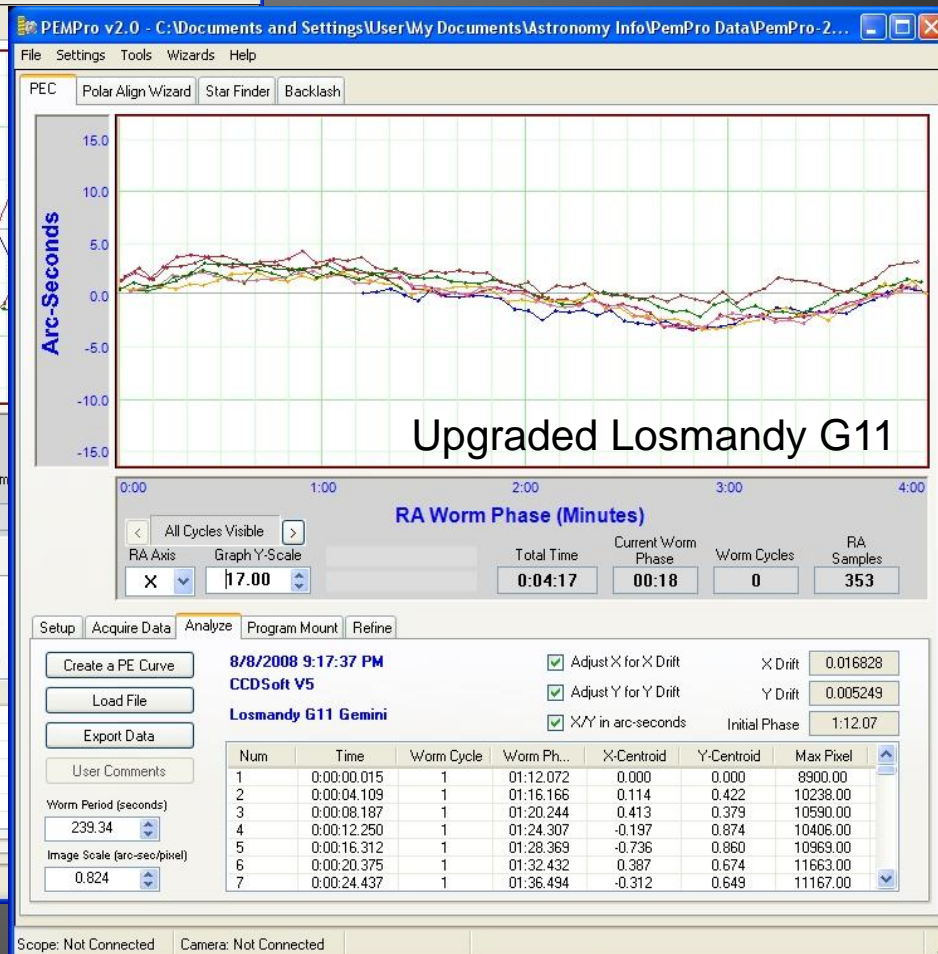 PEMPro v2.0 - C:\Documents and Settings\User\My Documents\Astronomy Info\PemPro Data\PemPro-2...
File Settings Tools Wizards Help
PEC Polar Align Wizard Star Finder Backlash
15.0
10.0
5.0
0.0
-5.0
-10.0
-15.0
Arc-Seconds
Upgraded Losmandy G11
0:00 1:00 2:00 3:00 4:00
RA Worm Phase (Minutes)
< All Cycles Visible >
RA Axis Graph Y-Scale Total Time Current Worm Phase Worm Cycles RA Samples
X 17.00 0:04:17 00:18 0 353
Setup Acquire Data Analyze Program Mount Refine
Create a PE Curve
Load File
Export Data
User Comments
Worm Period (seconds)
239.34
Image Scale (arc-sec/pixel)
0.824
8/8/2008 9:17:37 PM
CCDSoft V5
Losmandy G11 Gemini
Adjust X for X Drift X Drift 0.016828
Adjust Y for Y Drift Y Drift 0.005249
X/Y in arc-seconds Initial Phase 1:12.07
Num Time Worm Cycle Worm Ph... X-Centroid Y-Centroid Max Pixel
1 0:00:00.015 1 01:12.072 0.000 0.000 8900.00
2 0:00:04.109 1 01:16.166 0.114 0.422 10238.00
3 0:00:08.187 1 01:20.244 0.413 0.379 10590.00
4 0:00:12.250 1 01:24.307 -0.197 0.874 10406.00
5 0:00:16.312 1 01:28.369 -0.736 0.860 10969.00
6 0:00:20.375 1 01:32.432 0.387 0.674 11663.00
7 0:00:24.437 1 01:36.494 -0.312 0.649 11167.00
Scope: Not Connected Camera: Not Connected